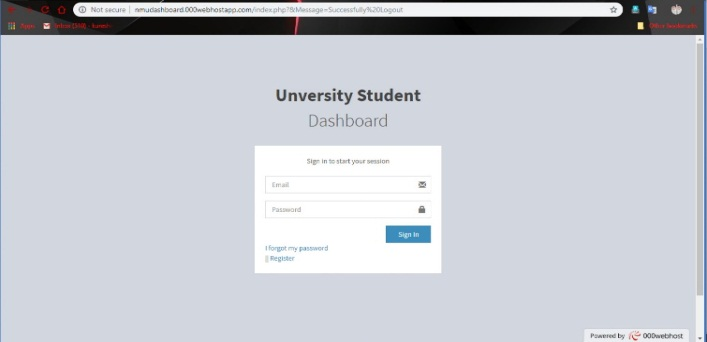 Not secure | nmudashboard.000webhostapp.com/index.php?&Message=Successfully%20Logout
Apps
Unversity Student
Dashboard
Sign in to start your session
Email
Password
Sign In
I forgot my password
|| Register
Powered by 000webhost